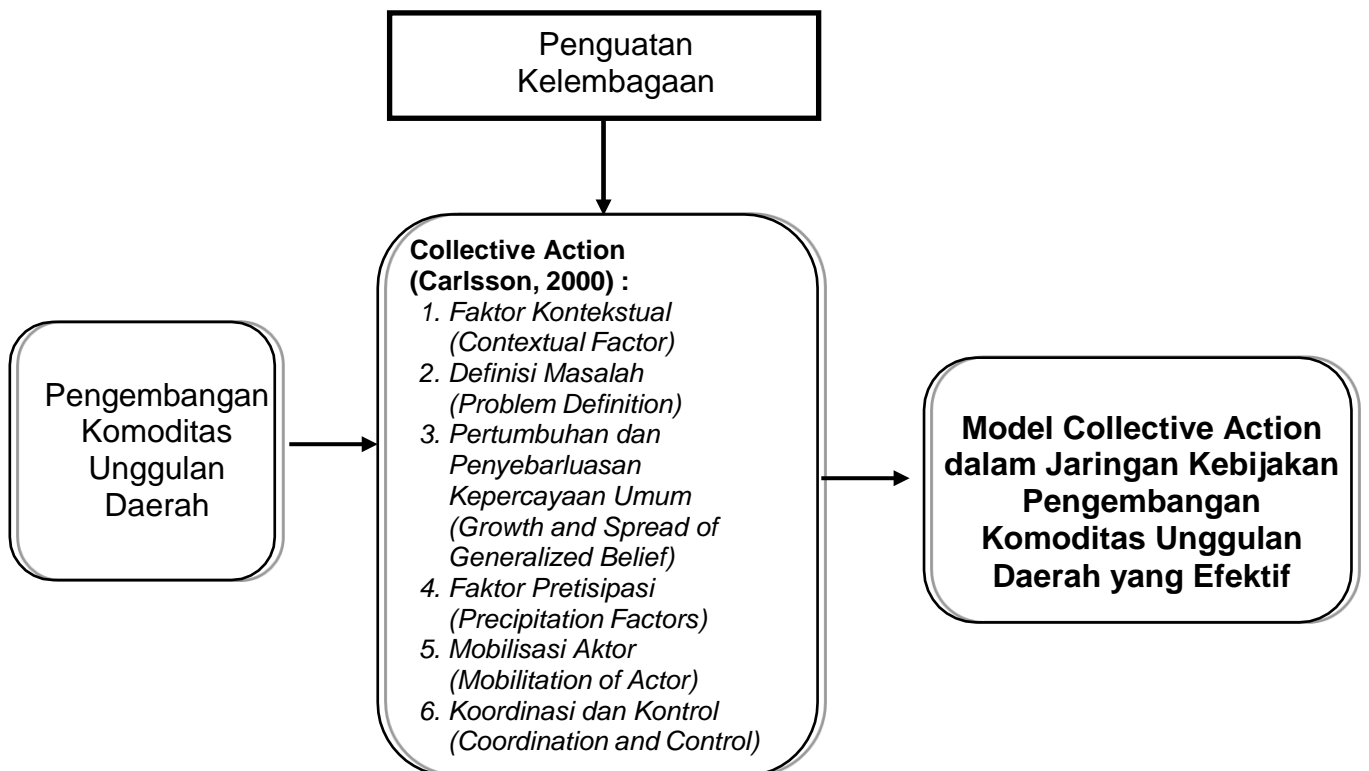 Penguatan
Kelembagaan
Collective Action
(Carlsson, 2000) :
1. Faktor Kontekstual
(Contextual Factor)
2. Definisi Masalah
(Problem Definition)
3. Pertumbuhan dan
Penyebarluasan
Kepercayaan Umum
(Growth and Spread of
Generalized Belief)
4. Faktor Pretisipasi
(Precipitation Factors)
5. Mobilisasi Aktor
(Mobilitation of Actor)
6. Koordinasi dan Kontrol
(Coordination and Control)
Pengembangan
Komoditas
Unggulan
Daerah
Model Collective Action
dalam Jaringan Kebijakan
Pengembangan
Komoditas Unggulan
Daerah yang Efektif